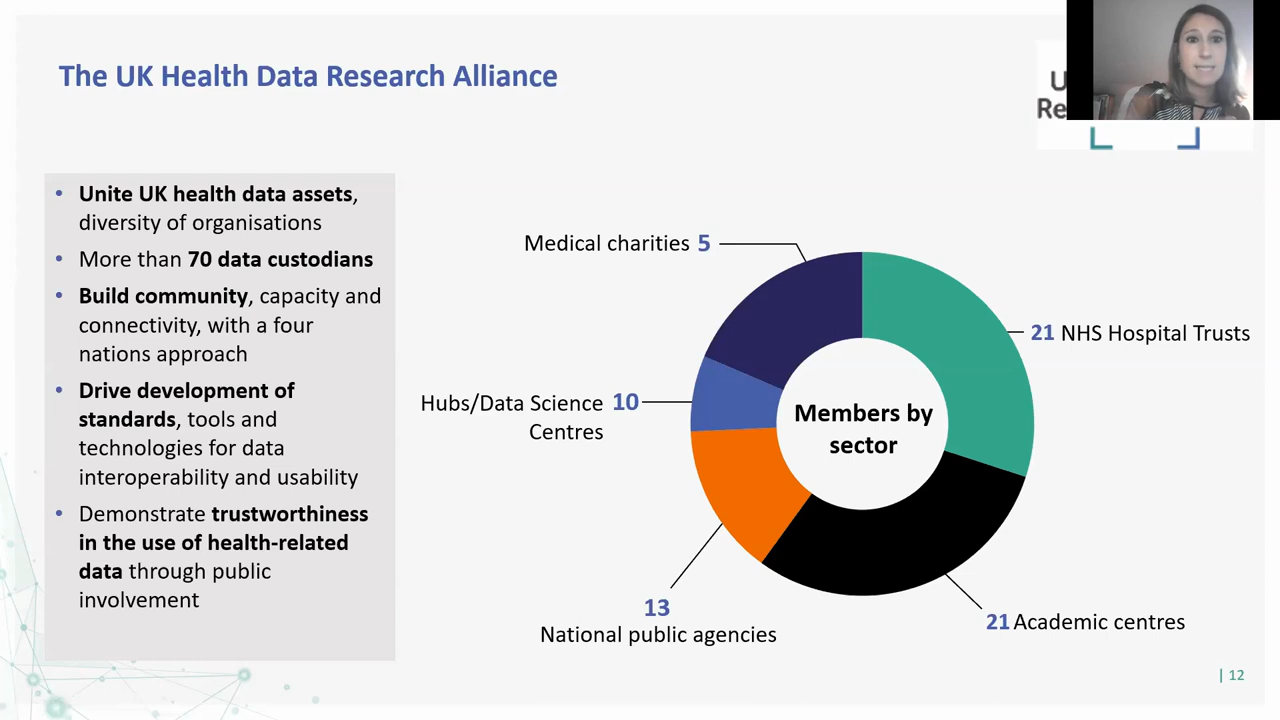 The UK Health Data Research Alliance
U
Re
• Unite UK health data assets,
diversity of organisations
• More than 70 data custodians
• Build community, capacity and
connectivity, with a four
nations approach
• Drive development of
standards, tools and
technologies for data
interoperability and usability
• Demonstrate trustworthiness
in the use of health-related
data through public
involvement
Medical charities 5
21 NHS Hospital Trusts
Hubs/Data Science 10
Centres
Members by
sector
13
National public agencies
21 Academic centres
| 12